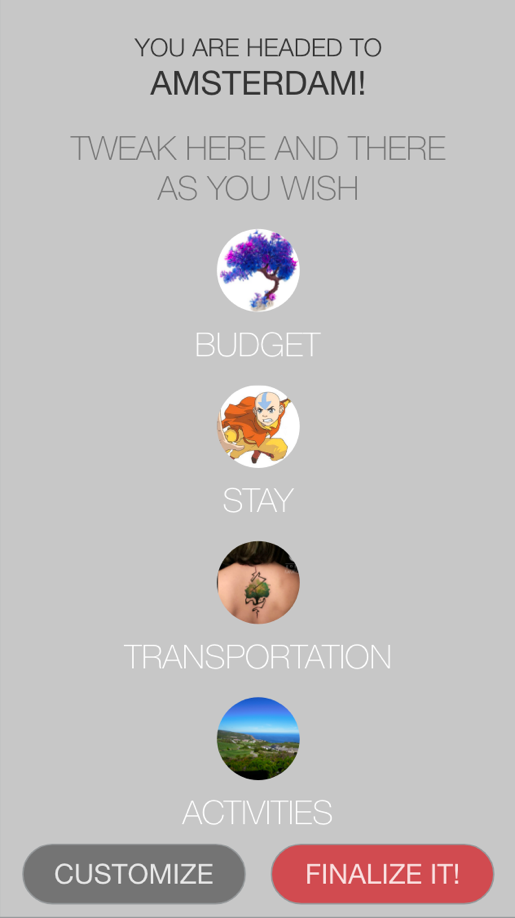 YOU ARE HEADED TO
AMSTERDAM!
TWEAK HERE AND THERE
AS YOU WISH
BUDGET
STAY
TRANSPORTATION
ACTIVITIES
CUSTOMIZE
FINALIZE IT!